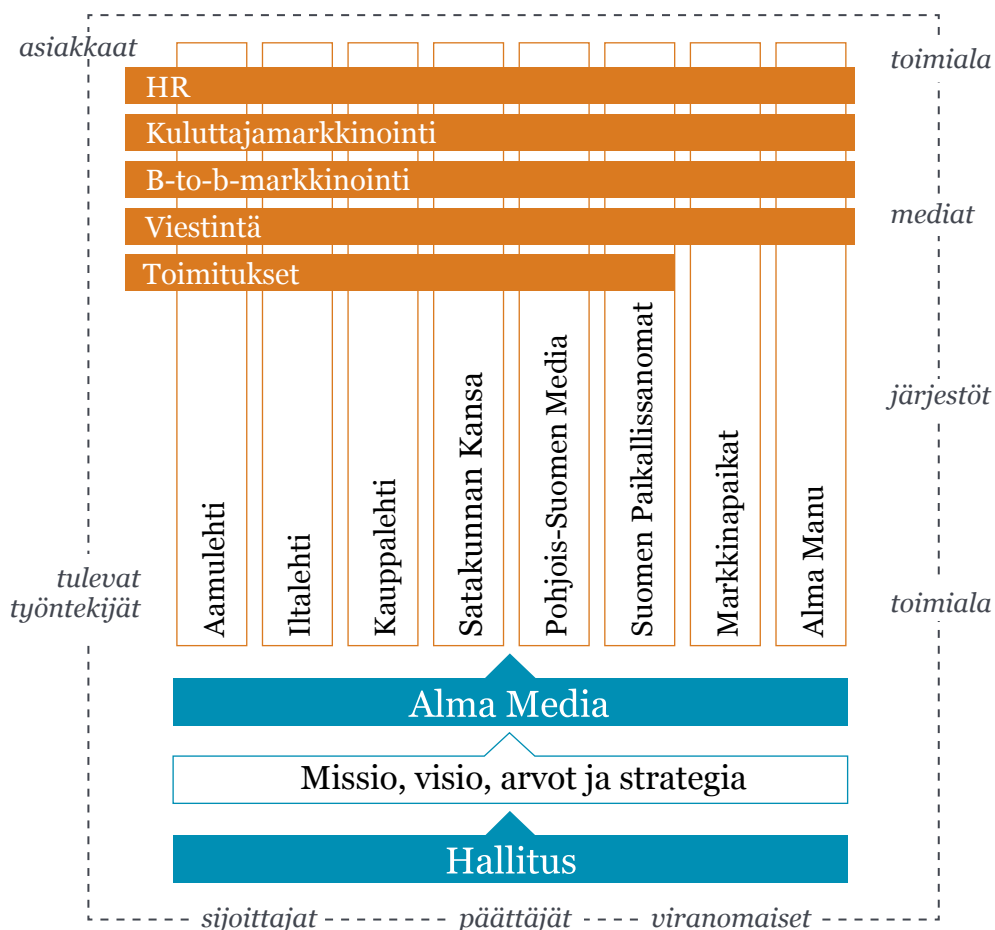 asiakkaat
toimiala
HR
Kuluttajamarkkinointi
B-to-b-markkinointi
mediat
Viestintä
Toimitukset
järjestöt
Aamulehti
Iltalehti
Kauppalehti
Satakunnan Kansa
Pohjois-Suomen Media
Suomen Paikallissanomat
Markkinapaikat
Alma Manu
tulevat
työntekijät
toimiala
Alma Media
Missio, visio, arvot ja strategia
Hallitus
sijoittajat
päättäjät
viranomaiset